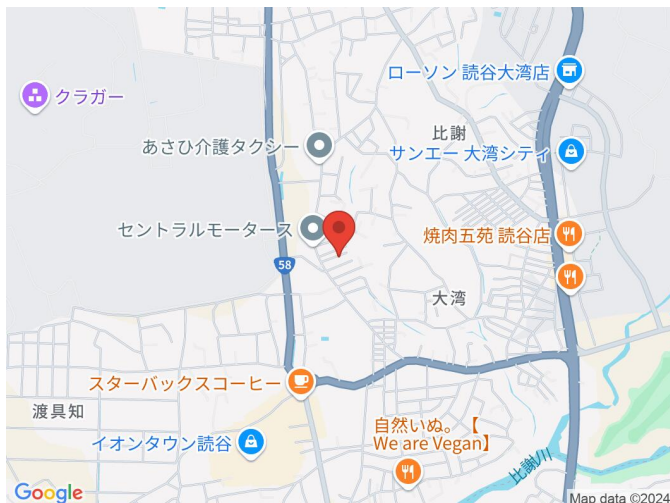 ローソン 読谷大湾店
クラガー
比謝
あさひ介護タクシー
サンエー 大湾シティ
セントラルモータース
焼肉五苑 読谷店
58
大湾
スターバックスコーヒー
渡具知
自然いぬ。【
We are Vegan】
イオンタウン読谷
比謝川
Google
Map data ©2024